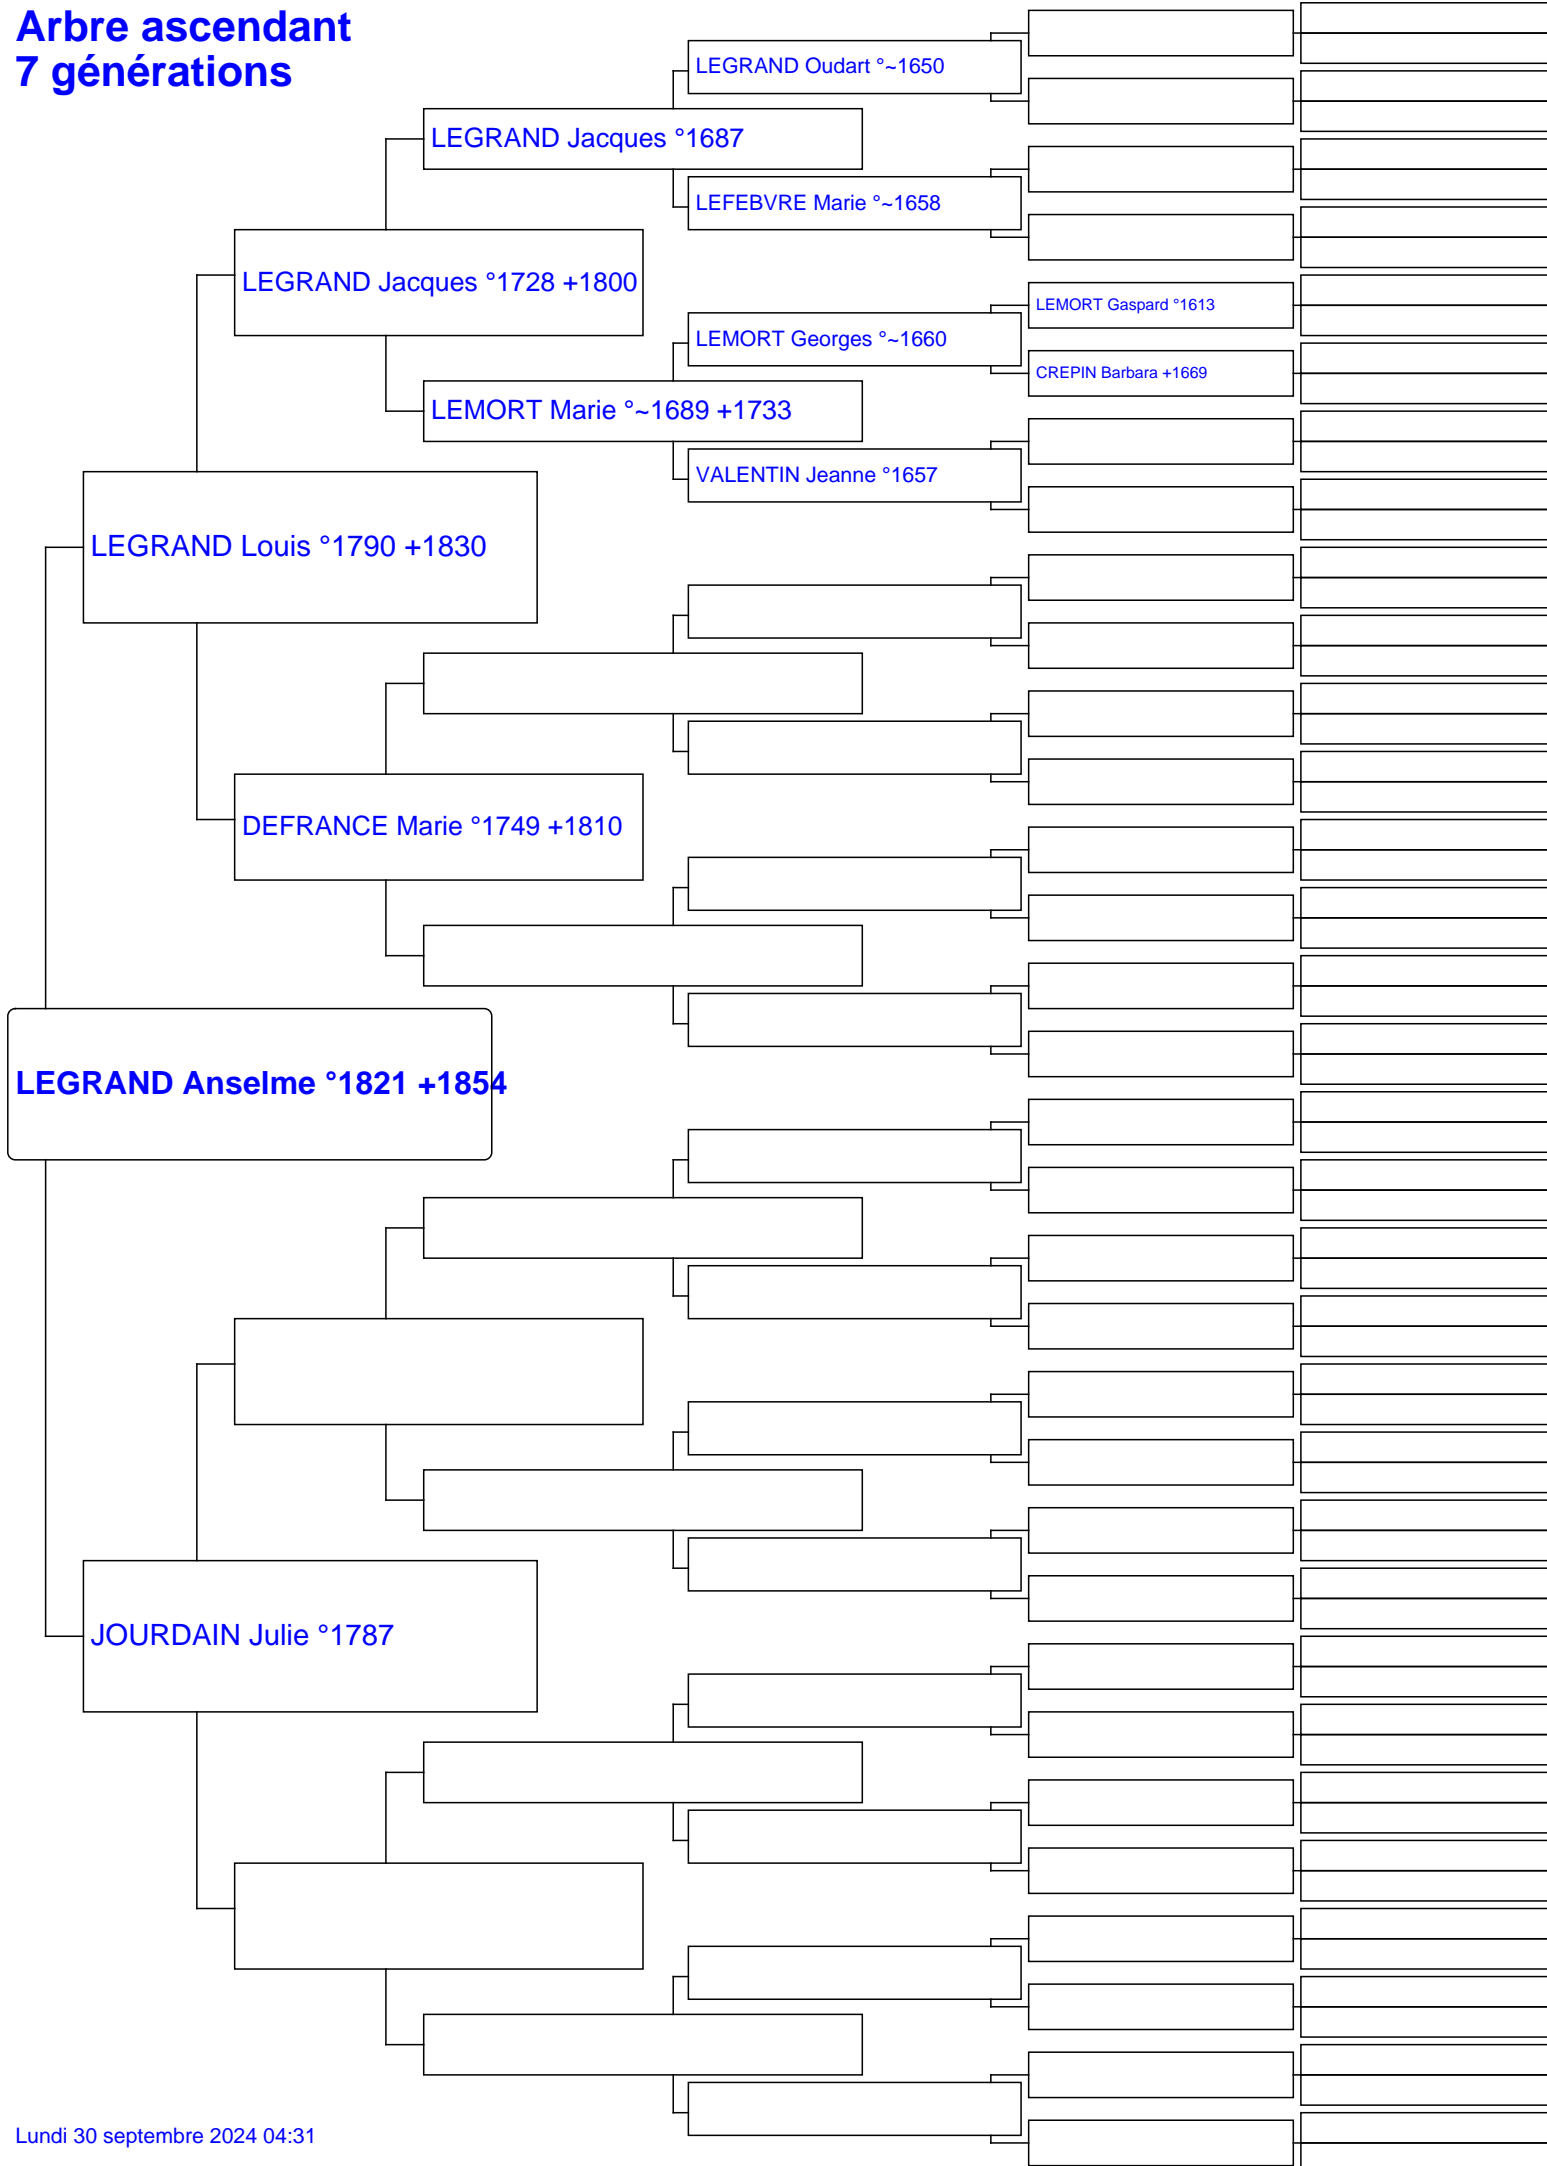 Arbre ascendant
7 générations
LEGRAND Oudart °~1650
LEGRAND Jacques °1687
LEFEBVRE Marie °~1658
LEGRAND Jacques °1728 +1800
LEMORT Gaspard °1613
LEMORT Georges °~1660
CREPIN Barbara +1669
LEMORT Marie °~1689 +1733
VALENTIN Jeanne °1657
LEGRAND Louis °1790 +1830
DEFRANCE Marie °1749 +1810
LEGRAND Anselme °1821 +1854
JOURDAIN Julie °1787
Lundi 30 septembre 2024 04:31